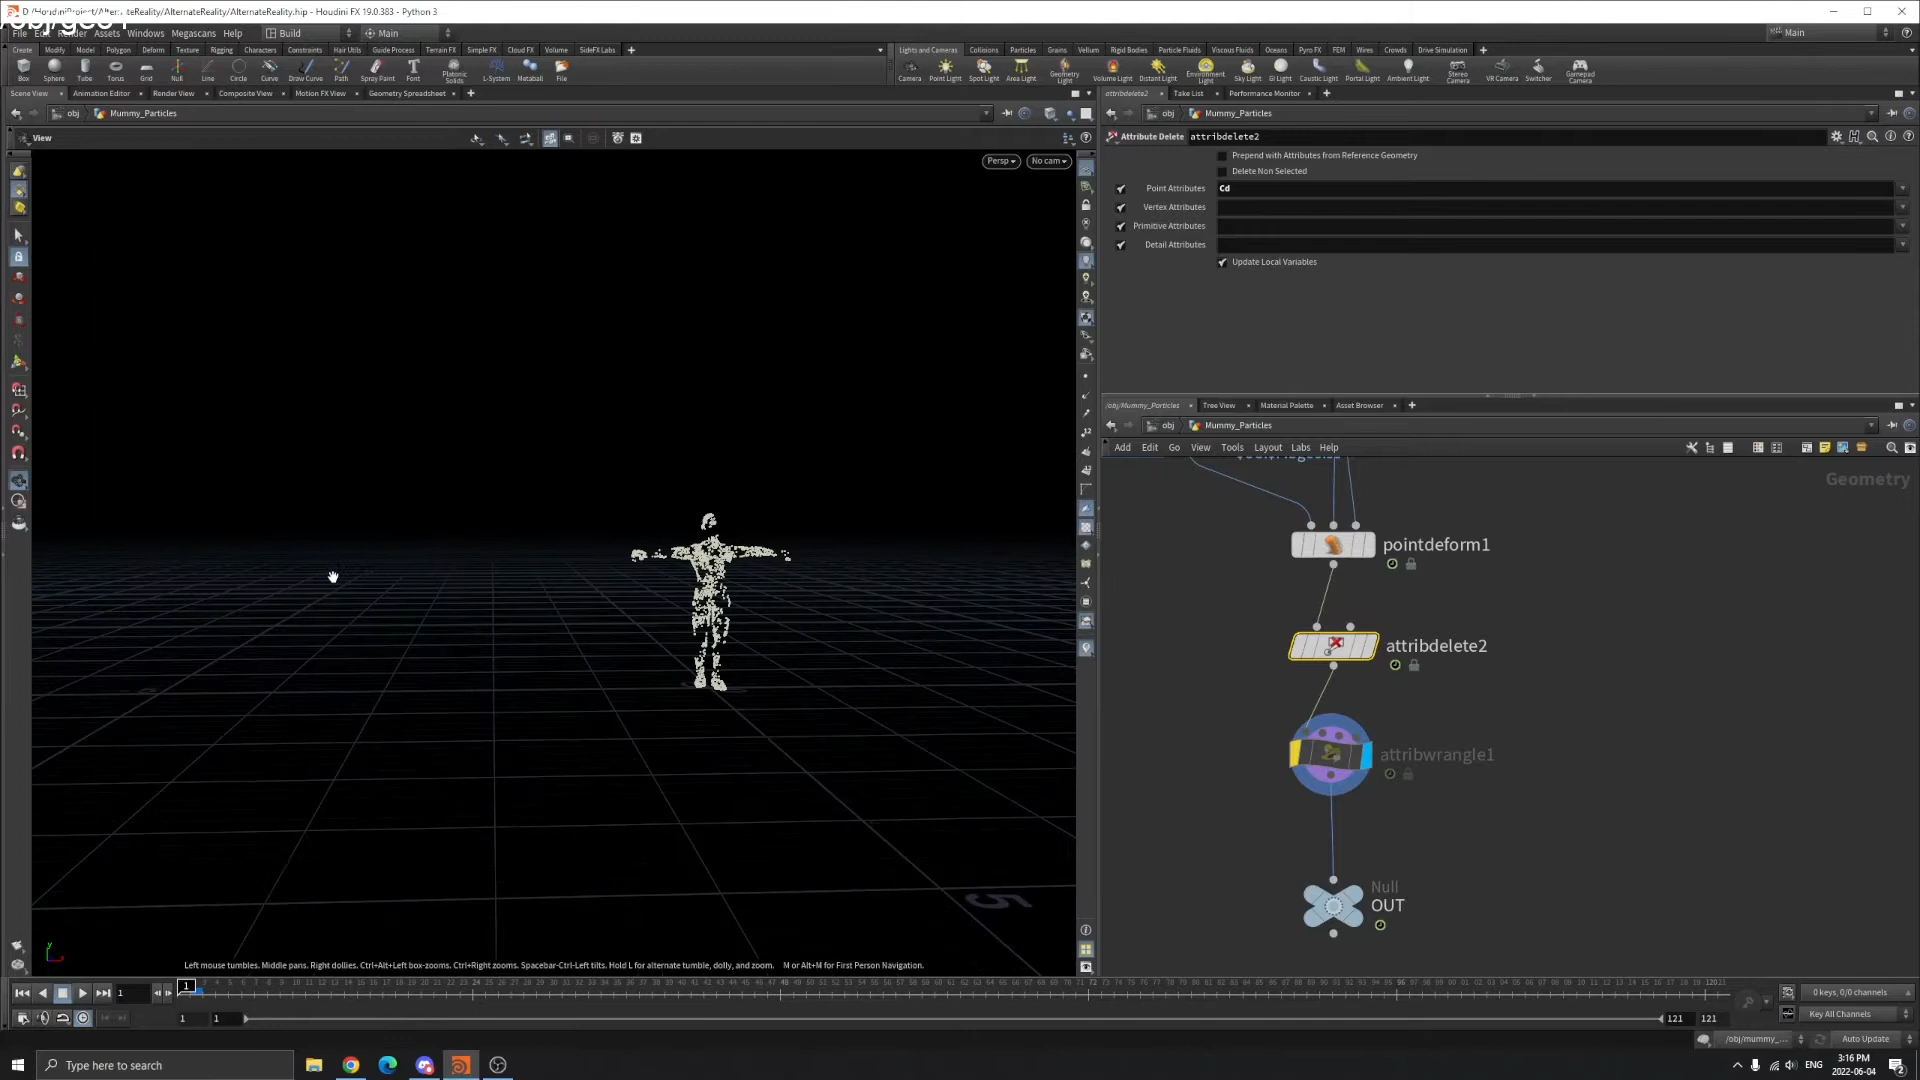 D:/HoudiniProject/AlternateReality/AlternateReality/AlternateReality.hip - Houdini FX 19.0.383 - Python 3
File Edit Render Assets Windows Megascans Help Build Main Main
Create Modify Model Polygon Deform Texture Rigging Characters Constraints Hair Utils Guide Process Terrain FX Simple FX Cloud FX Volume SideFX Labs
Lights and Cameras Collisions Particles Grains Vellum Rigid Bodies Particle Fluids Viscous Fluids Oceans Pyro FX FEM Wires Crowds Drive Simulation
Box Sphere Tube Torus Grid Null Line Circle Curve Draw Curve Path Spray Paint Font Platonic Solids L-System Metaball File
Camera Point Light Spot Light Area Light Geometry Light Volume Light Distant Light Environment Light Sky Light GI Light Caustic Light Portal Light Ambient Light Stereo Camera VR Camera Switcher Gamepad Camera
Scene View Animation Editor Render View Composite View Motion FX View Geometry Spreadsheet
attribdelete2 Take List Performance Monitor
obj Mummy_Particles
obj Mummy_Particles
View
Persp No cam
Attribute Delete attribdelete2
Prepend with Attributes from Reference Geometry
Delete Non Selected
Point Attributes Cd
Vertex Attributes
Primitive Attributes
Detail Attributes
Update Local Variables
/obj/Mummy_Particles Tree View Material Palette Asset Browser
obj Mummy_Particles
Add Edit Go View Tools Layout Labs Help
Geometry
pointdeform1
attribdelete2
attribwrangle1
Null
OUT
5
y
Left mouse tumbles. Middle pans. Right dollies. Ctrl+Alt+Left box-zooms. Ctrl+Right zooms. Spacebar-Ctrl-Left tilts. Hold L for alternate tumble, dolly, and zoom. M or Alt+M for First Person Navigation.
1 1
24 48 72 96 120
0 keys, 0/0 channels
1 1 121 121
Key All Channels
/obj/mummy_... Auto Update
Type here to search
ENG
3:16 PM
2022-06-04
2